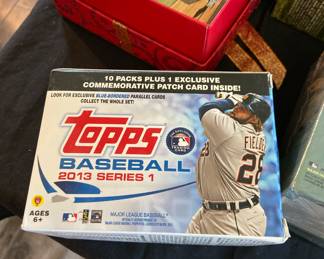 10 PACKS PLUS 1 EXCLUSIVE
COMMEMORATIVE PATCH CARD INSIDE!
LOOK FOR EXCLUSIVE BLUE-BORDERED PARALLEL CARDS
COLLECT THE WHOLE SET!
TOPPS
BASEBALL
2013 SERIES 1
FIELD
28
AGES
6+
MAJOR LEAGUE BASEBALL